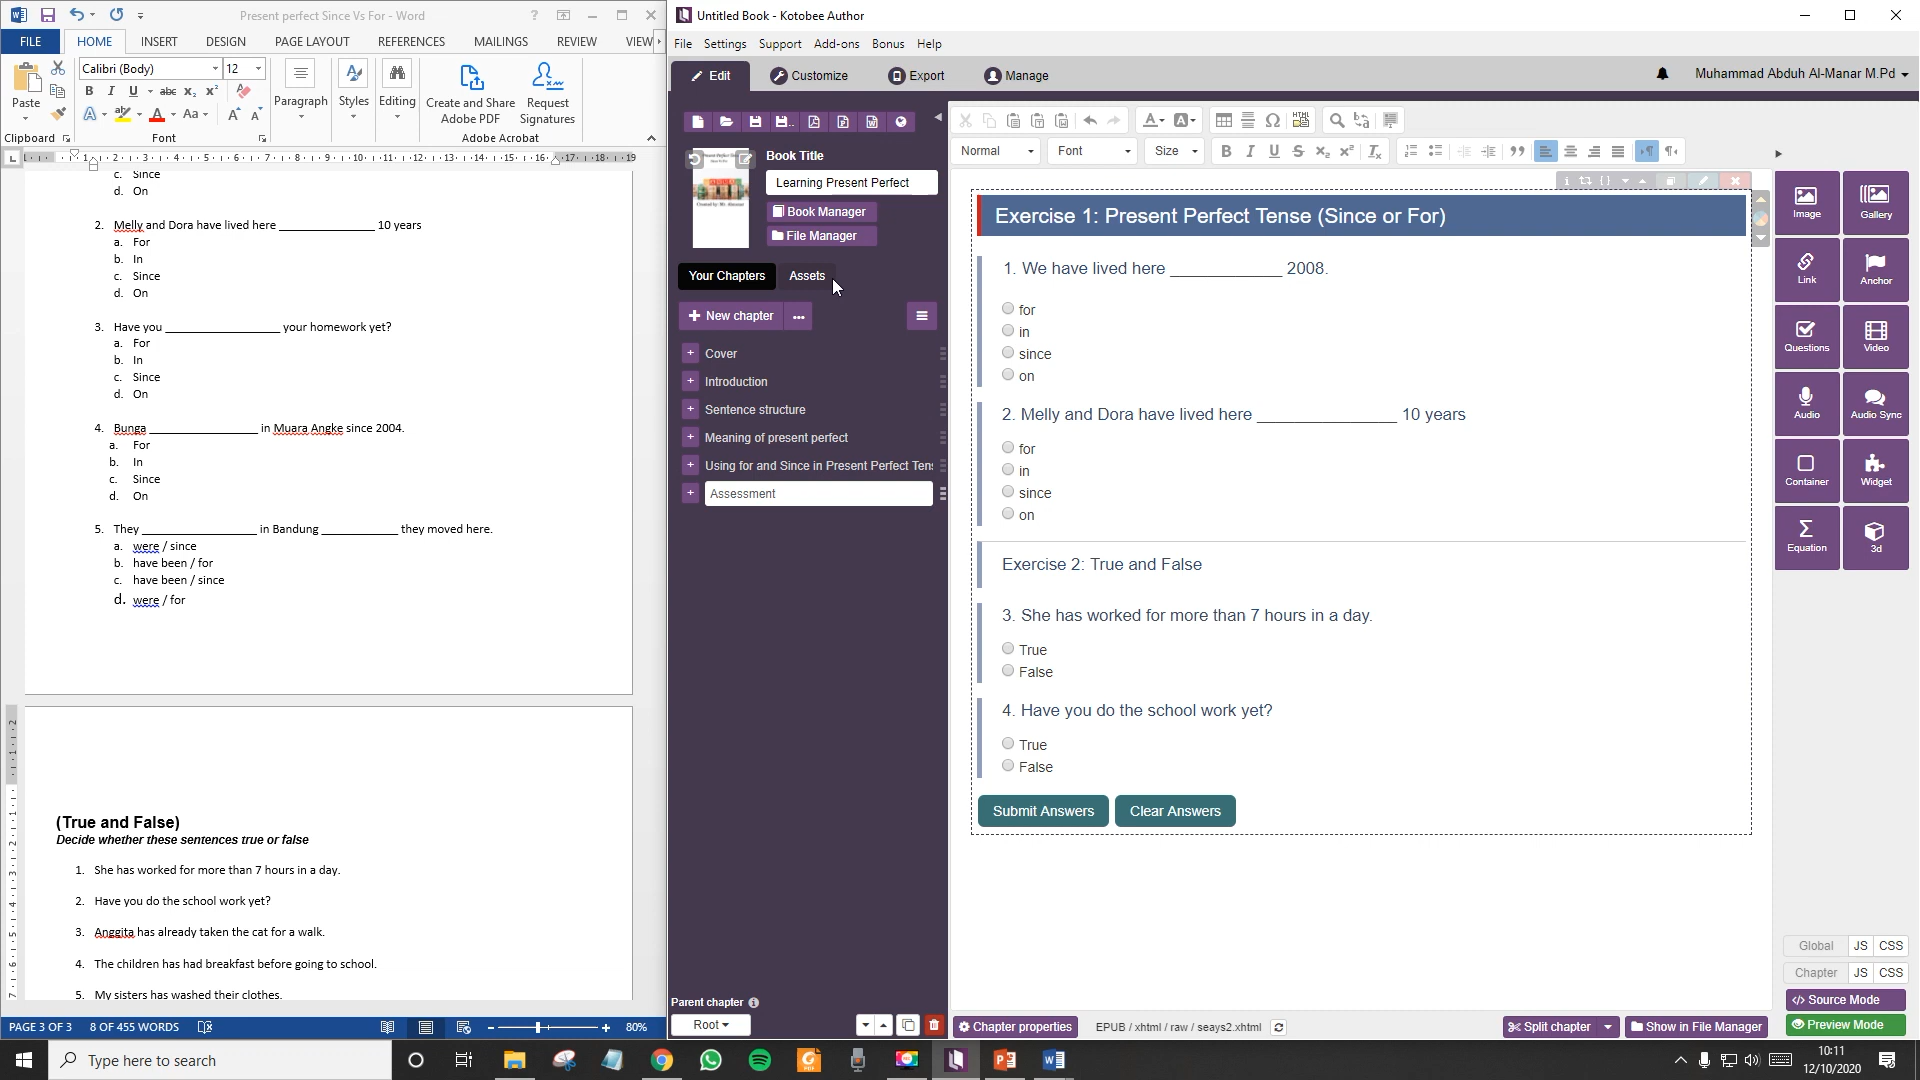 Present perfect Since Vs For - Word
FILE HOME INSERT DESIGN PAGE LAYOUT REFERENCES MAILINGS REVIEW VIEW
Calibri (Body) 12
Paste
Paragraph Styles Editing Create and Share Adobe PDF Request Signatures
Clipboard Font Adobe Acrobat
c. Since
d. On
2. Melly and Dora have lived here ________________ 10 years
a. For
b. In
c. Since
d. On
3. Have you ___________________ your homework yet?
a. For
b. In
c. Since
d. On
4. Bunga __________________ in Muara Angke since 2004.
a. For
b. In
c. Since
d. On
5. They ___________________ in Bandung _____________ they moved here.
a. were / since
b. have been / for
c. have been / since
d. were / for
(True and False)
Decide whether these sentences true or false
1. She has worked for more than 7 hours in a day.
2. Have you do the school work yet?
3. Anggita has already taken the cat for a walk.
4. The children has had breakfast before going to school.
5. My sisters has washed their clothes.
PAGE 3 OF 3 8 OF 455 WORDS 80%
Untitled Book - Kotobee Author
File Settings Support Add-ons Bonus Help
Edit Customize Export Manage
Muhammad Abduh Al-Manar M.Pd
Book Title
Learning Present Perfect
Book Manager
File Manager
Your Chapters Assets
New chapter
Cover
Introduction
Sentence structure
Meaning of present perfect
Using for and Since in Present Perfect Ten
Assessment
Parent chapter
Root
Normal Font Size
Exercise 1: Present Perfect Tense (Since or For)
1. We have lived here ____________ 2008.
for
in
since
on
2. Melly and Dora have lived here _______________ 10 years
for
in
since
on
Exercise 2: True and False
3. She has worked for more than 7 hours in a day.
True
False
4. Have you do the school work yet?
True
False
Submit Answers Clear Answers
Image Gallery
Link Anchor
Questions Video
Audio Audio Sync
Container Widget
Equation 3d
Global JS CSS
Chapter JS CSS
</> Source Mode
Preview Mode
Chapter properties EPUB / xhtml / raw / seays2.xhtml Split chapter Show in File Manager
Type here to search
10:11
12/10/2020